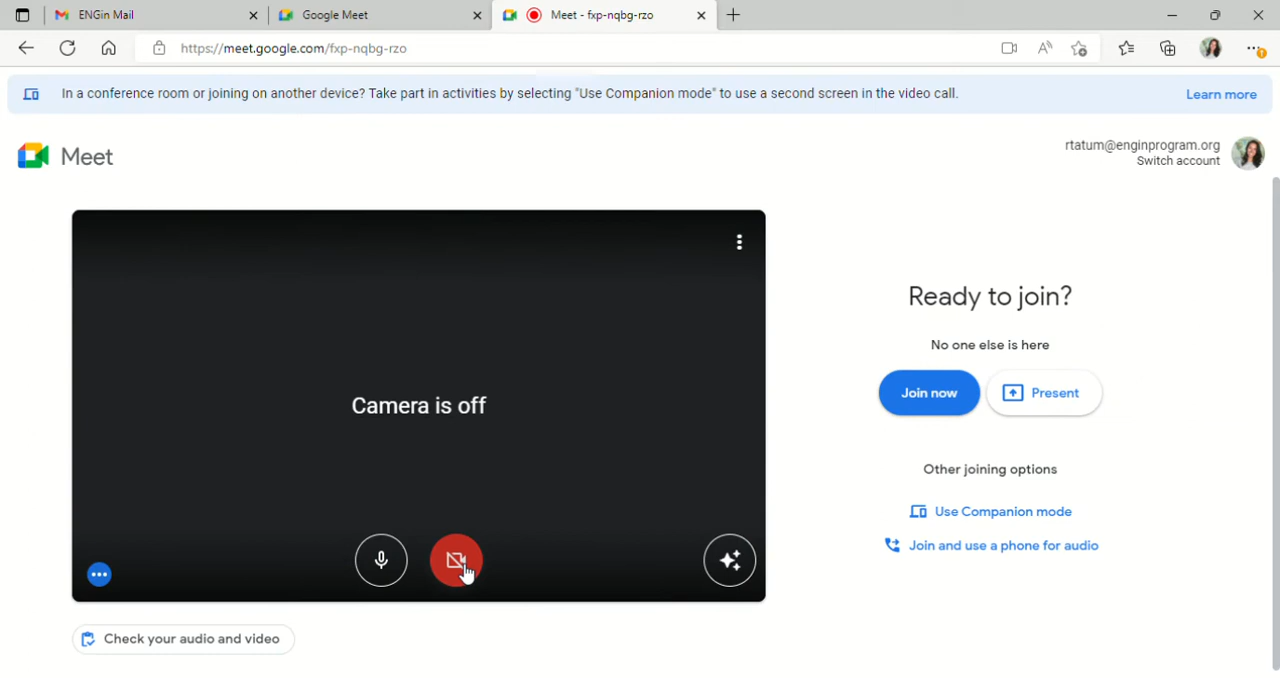 ENGin Mail
Google Meet
Meet - fxp-nqbg-rzo
https://meet.google.com/fxp-nqbg-rzo
In a conference room or joining on another device? Take part in activities by selecting "Use Companion mode" to use a second screen in the video call.
Learn more
Meet
rtatum@enginprogram.org
Switch account
Camera is off
Ready to join?
No one else is here
Join now
Present
Other joining options
Use Companion mode
Join and use a phone for audio
Check your audio and video